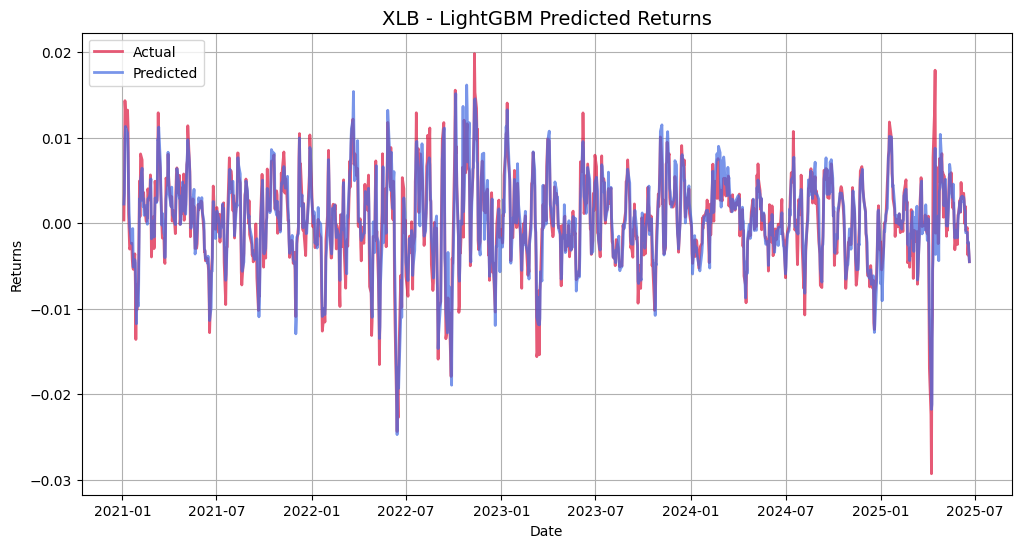 XLB - LightGBM Predicted Returns
Actual
Predicted
0.02
0.01
0.00
−0.01
−0.02
−0.03
Returns
2021-01 2021-07 2022-01 2022-07 2023-01 2023-07 2024-01 2024-07 2025-01 2025-07
Date